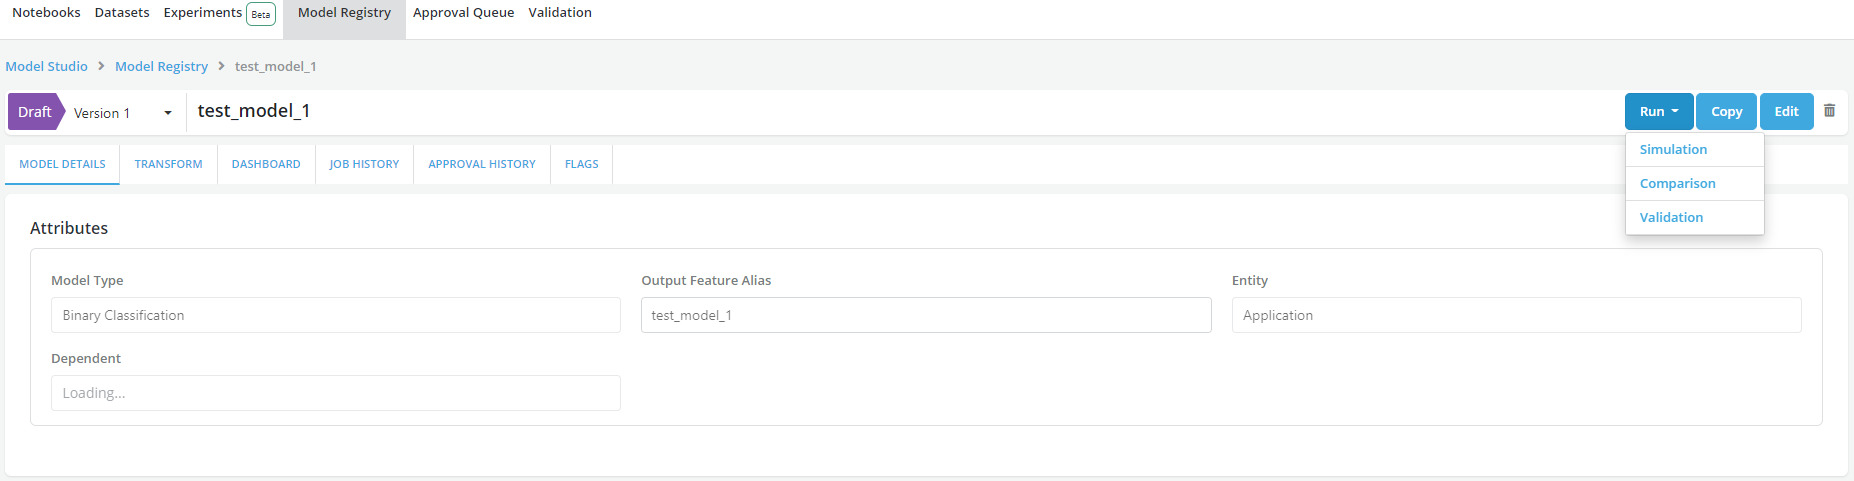 Notebooks Datasets Experiments Beta Model Registry Approval Queue Validation
Model Studio > Model Registry > test_model_1
Draft Version 1 test_model_1 Run Copy Edit
MODEL DETAILS TRANSFORM DASHBOARD JOB HISTORY APPROVAL HISTORY FLAGS
Simulation
Comparison
Validation
Attributes
Model Type Output Feature Alias Entity
Binary Classification test_model_1 Application
Dependent
Loading...